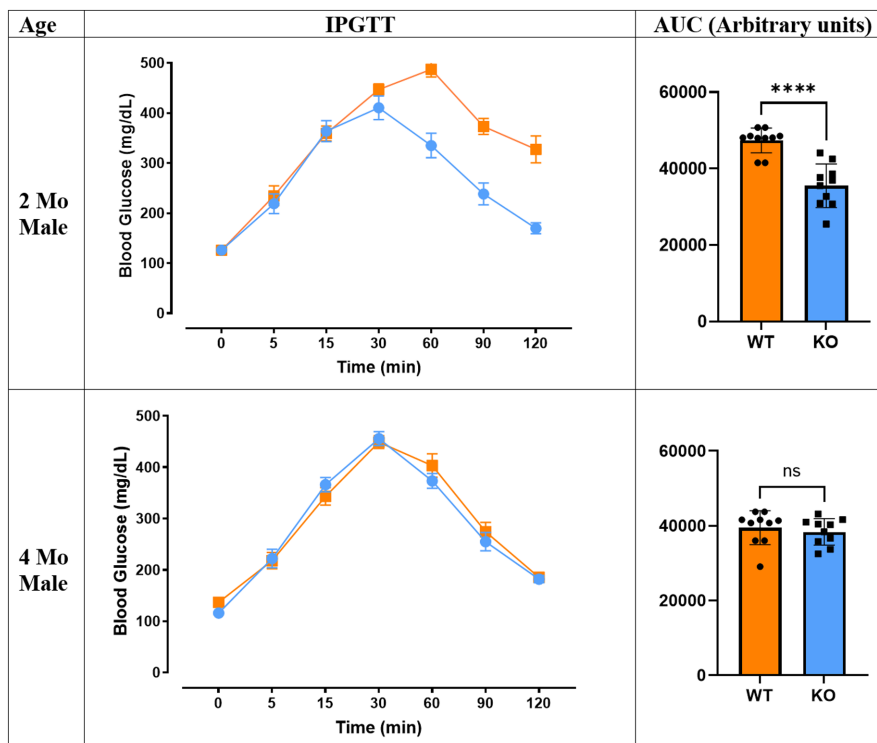 Age IPGTT AUC (Arbitrary units)
2 Mo
Male
Blood Glucose (mg/dL)
500
400
300
200
100
0
0 5 15 30 60 90 120
Time (min)
60000
40000
20000
0
****
WT KO
4 Mo
Male
Blood Glucose (mg/dL)
500
400
300
200
100
0
0 5 15 30 60 90 120
Time (min)
60000
40000
20000
0
ns
WT KO